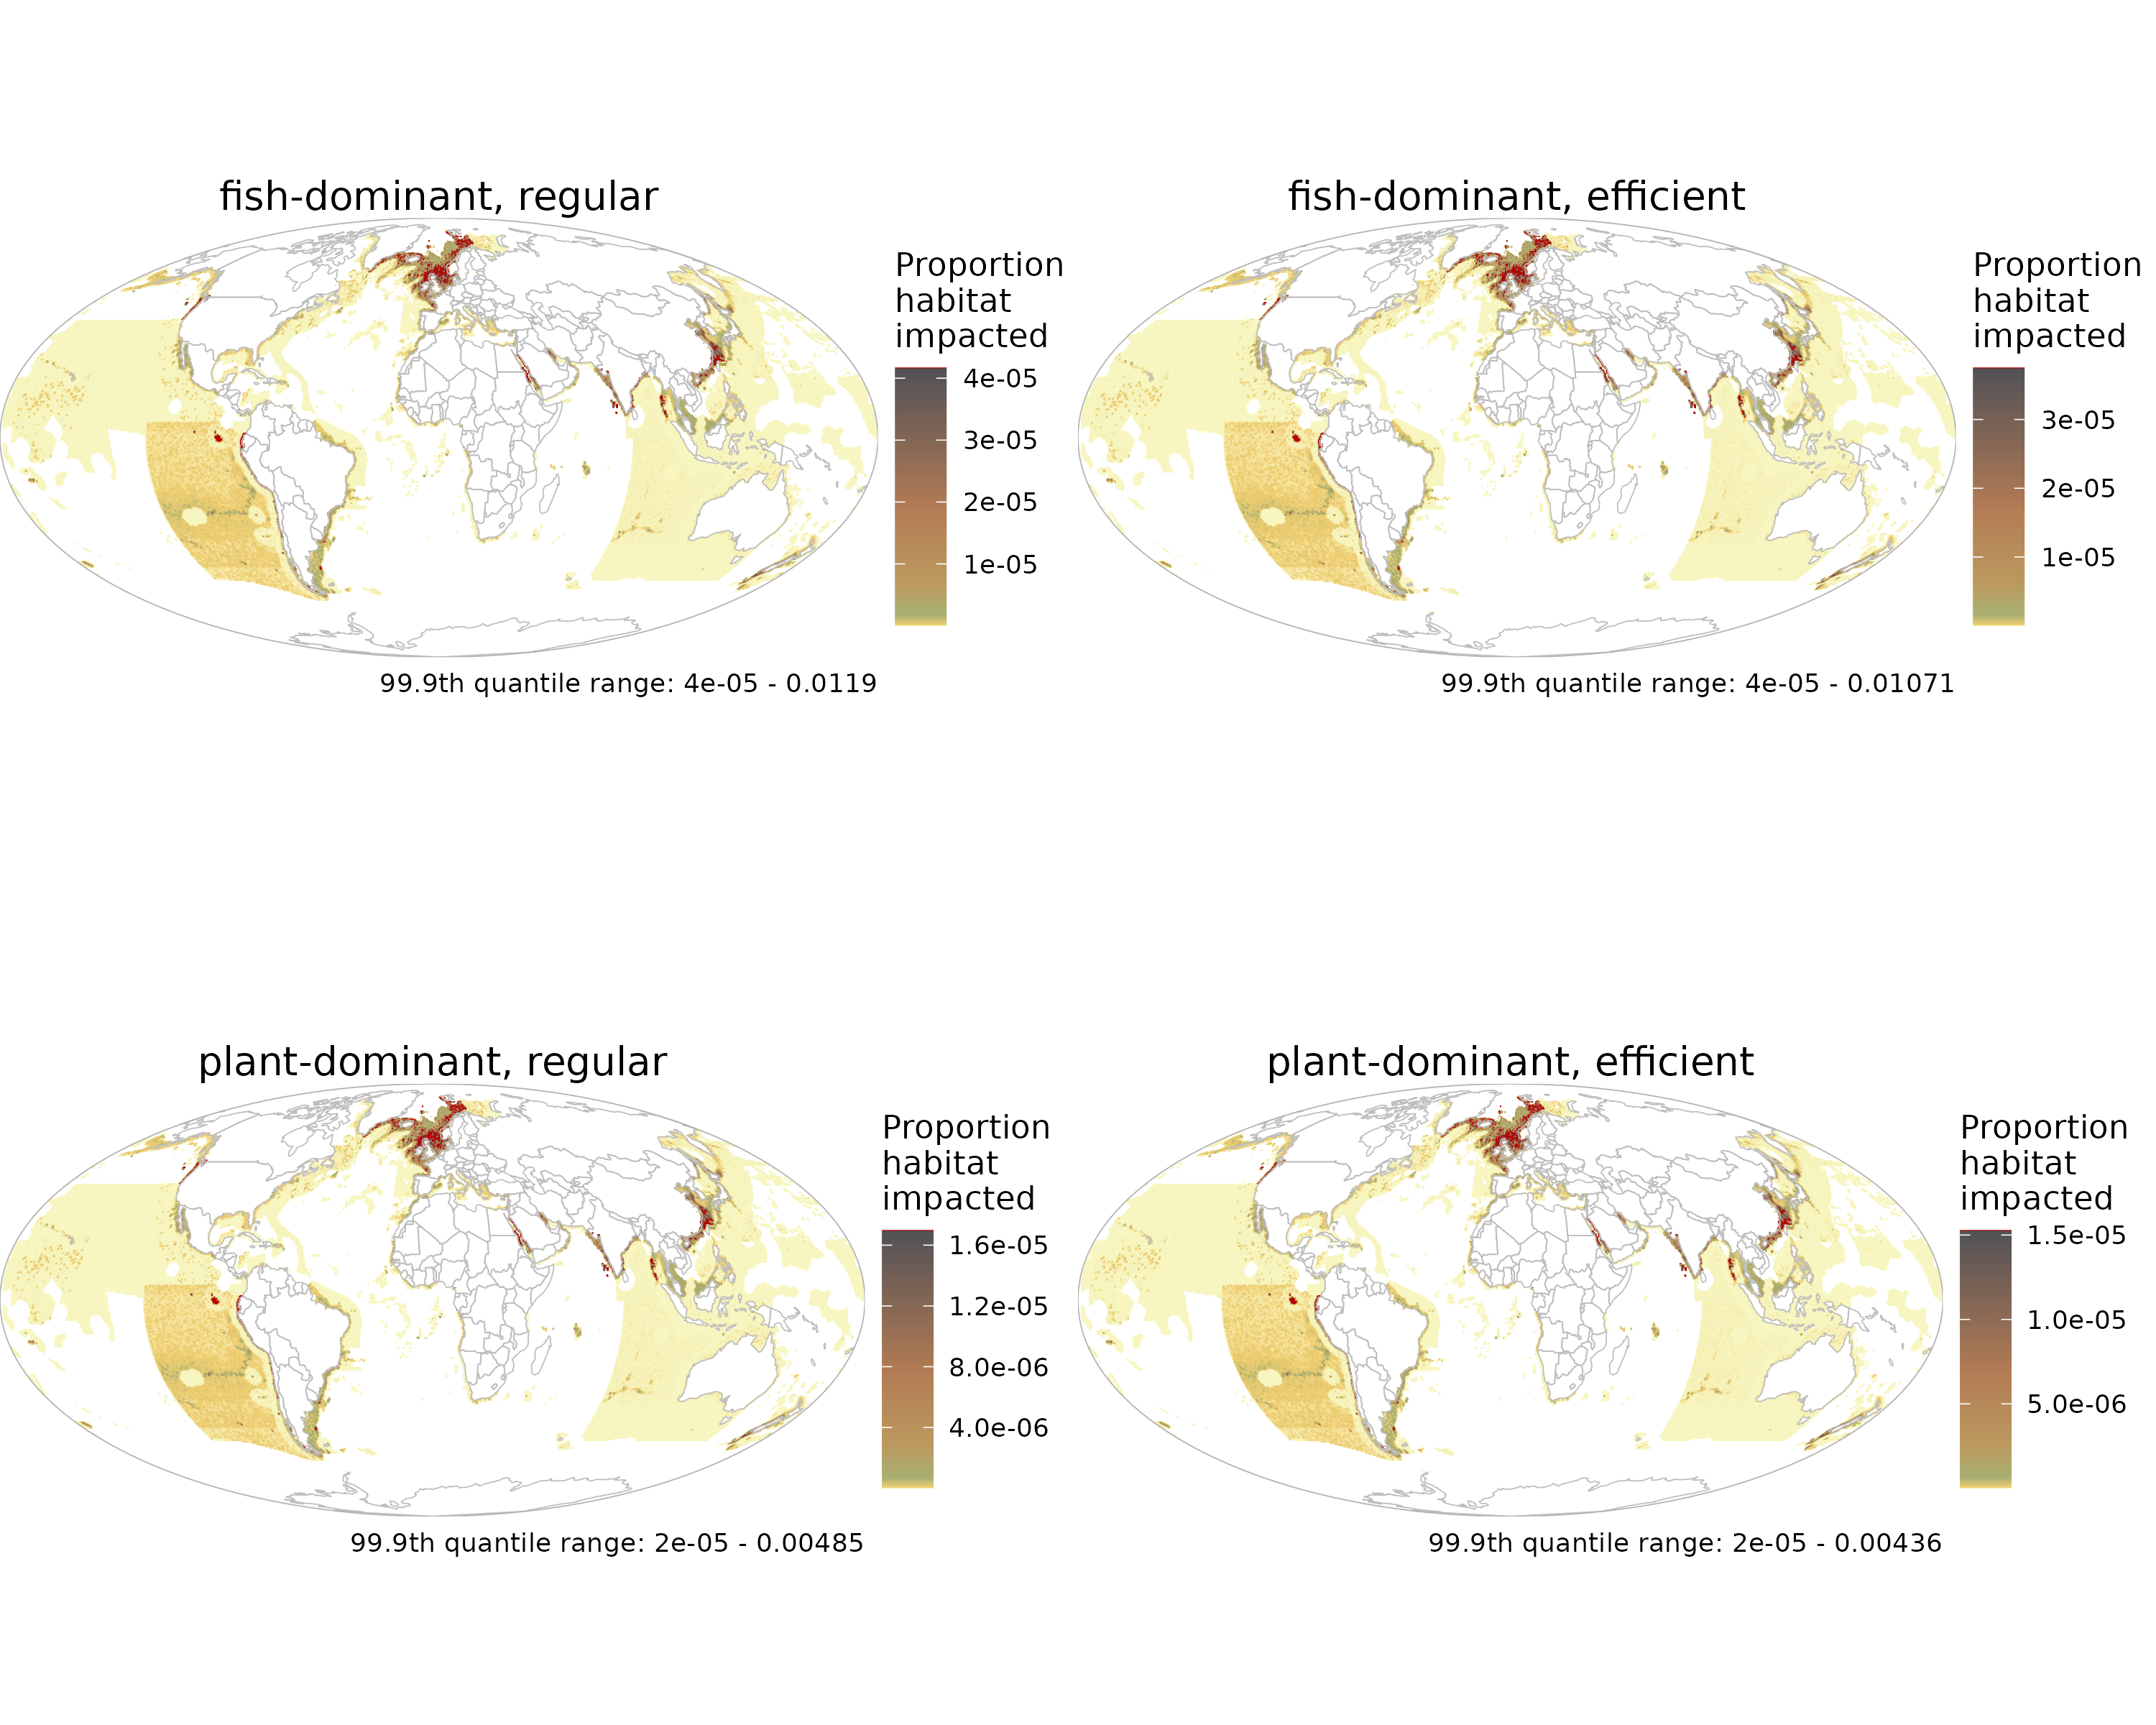 fish-dominant, regular
Proportion
habitat
impacted
4e-05
3e-05
2e-05
1e-05
99.9th quantile range: 4e-05 - 0.0119
fish-dominant, efficient
Proportion
habitat
impacted
3e-05
2e-05
1e-05
99.9th quantile range: 4e-05 - 0.01071
plant-dominant, regular
Proportion
habitat
impacted
1.6e-05
1.2e-05
8.0e-06
4.0e-06
99.9th quantile range: 2e-05 - 0.00485
plant-dominant, efficient
Proportion
habitat
impacted
1.5e-05
1.0e-05
5.0e-06
99.9th quantile range: 2e-05 - 0.00436